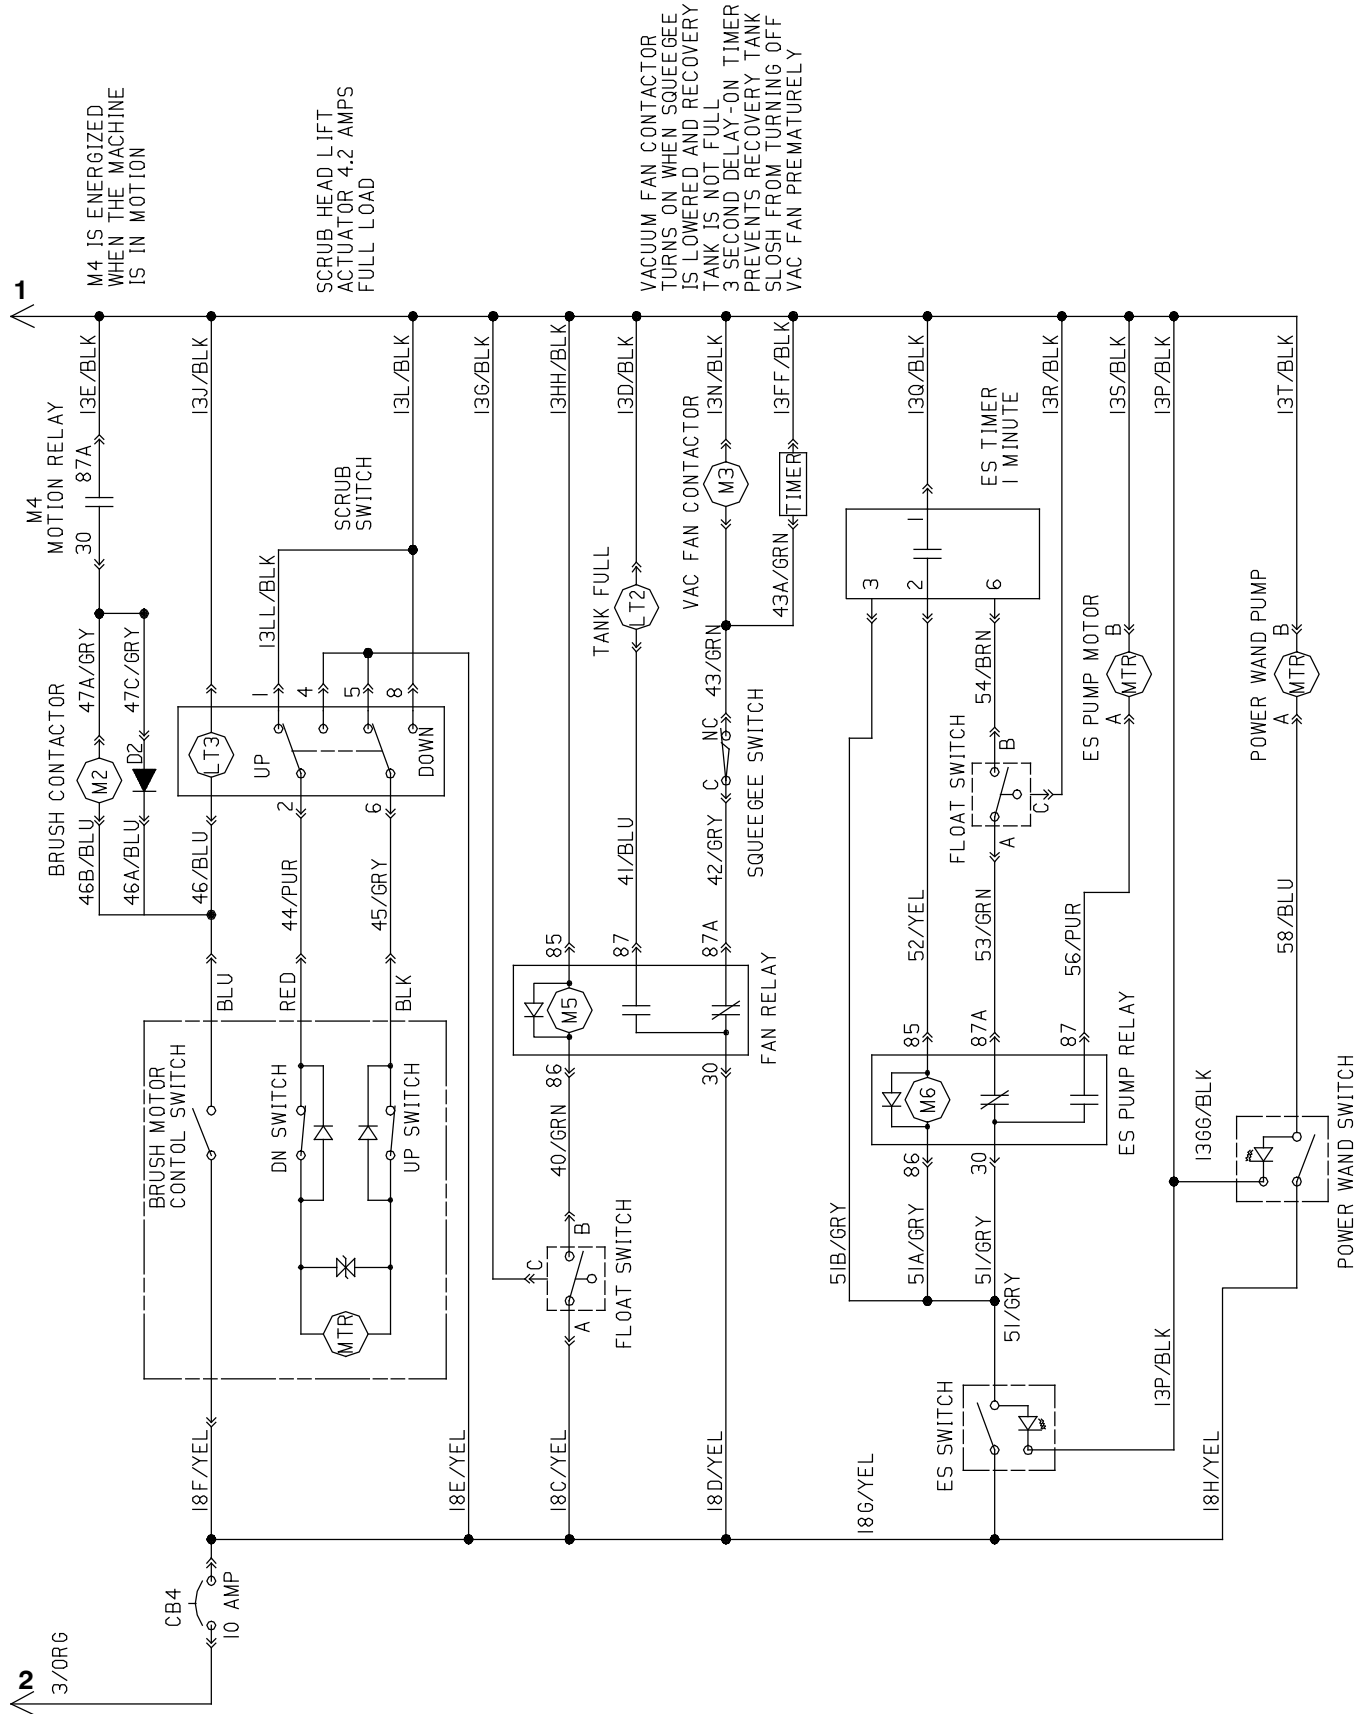 1
2
3/ORG
CB4
10 AMP
18F/YEL
18E/YEL
18C/YEL
18D/YEL
18G/YEL
18H/YEL
BRUSH MOTOR
CONTOL SWITCH
DN SWITCH
UP SWITCH
MTR
BLU
RED
BLK
46B/BLU
46A/BLU
46/BLU
44/PUR
45/GRY
BRUSH CONTACTOR
M2
D2
47A/GRY
47C/GRY
M4
MOTION RELAY
30
87A
13E/BLK
M4 IS ENERGIZED
WHEN THE MACHINE
IS IN MOTION
LT3
UP
DOWN
2
6
1
4
5
8
13LL/BLK
SCRUB
SWITCH
13J/BLK
13L/BLK
SCRUB HEAD LIFT
ACTUATOR 4.2 AMPS
FULL LOAD
13G/BLK
A
B
C
FLOAT SWITCH
40/GRN
86
85
M5
30
87
87A
FAN RELAY
13HH/BLK
41/BLU
TANK FULL
LT2
13D/BLK
42/GRY
C
NC
SQUEEGEE SWITCH
43/GRN
VAC FAN CONTACTOR
M3
13N/BLK
43A/GRN
TIMER
13FF/BLK
VACUUM FAN CONTACTOR
TURNS ON WHEN SQUEEGEE
IS LOWERED AND RECOVERY
TANK IS NOT FULL
3 SECOND DELAY-ON TIMER
PREVENTS RECOVERY TANK
SLOSH FROM TURNING OFF
VAC FAN PREMATURELY
ES SWITCH
51/GRY
51B/GRY
51A/GRY
51/GRY
86
30
M6
85
87A
87
ES PUMP RELAY
52/YEL
53/GRN
56/PUR
FLOAT SWITCH
A
B
C
54/BRN
3
2
6
1
ES TIMER
1 MINUTE
13Q/BLK
13R/BLK
ES PUMP MOTOR
A
MTR
B
13S/BLK
13P/BLK
13P/BLK
13GG/BLK
POWER WAND SWITCH
58/BLU
POWER WAND PUMP
A
MTR
B
13T/BLK